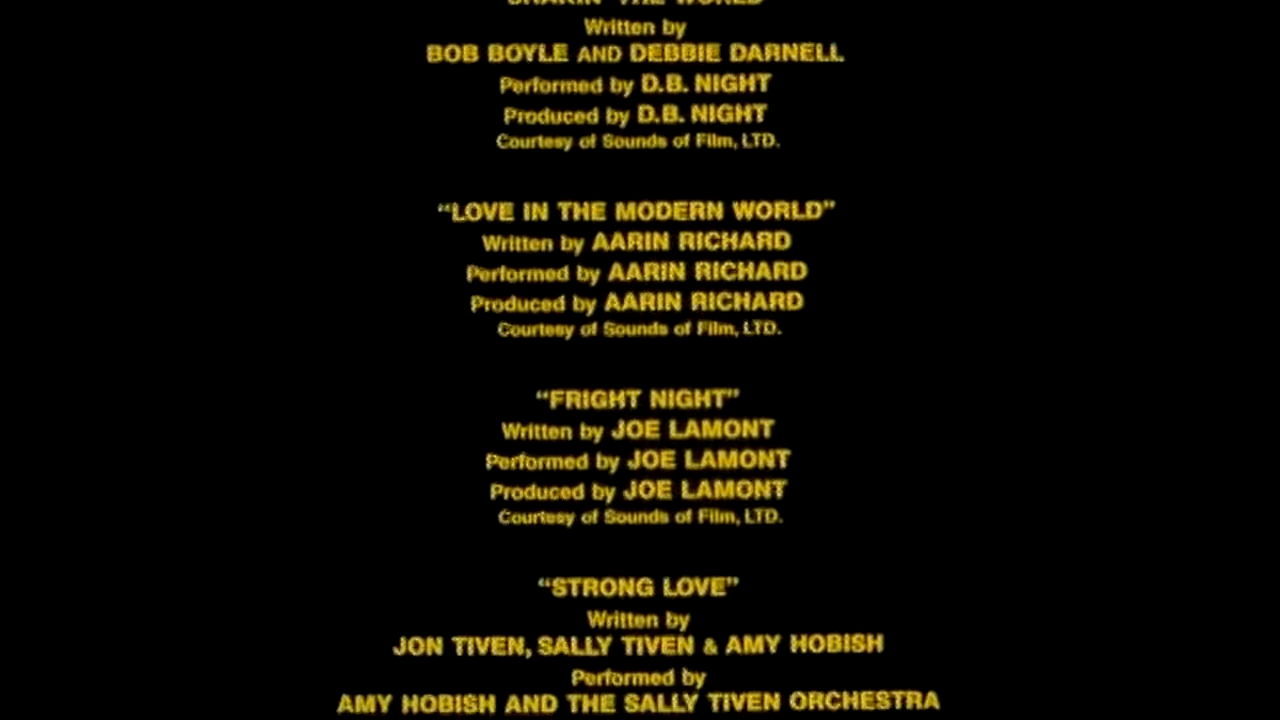 SHAKIN' THE WORLD
Written by
BOB BOYLE AND DEBBIE DARNELL
Performed by D.B. NIGHT
Produced by D.B. NIGHT
Courtesy of Sounds of Film, LTD.
“LOVE IN THE MODERN WORLD”
Written by AARIN RICHARD
Performed by AARIN RICHARD
Produced by AARIN RICHARD
Courtesy of Sounds of Film, LTD.
“FRIGHT NIGHT”
Written by JOE LAMONT
Performed by JOE LAMONT
Produced by JOE LAMONT
Courtesy of Sounds of Film, LTD.
“STRONG LOVE”
Written by
JON TIVEN, SALLY TIVEN & AMY HOBISH
Performed by
AMY HOBISH AND THE SALLY TIVEN ORCHESTRA